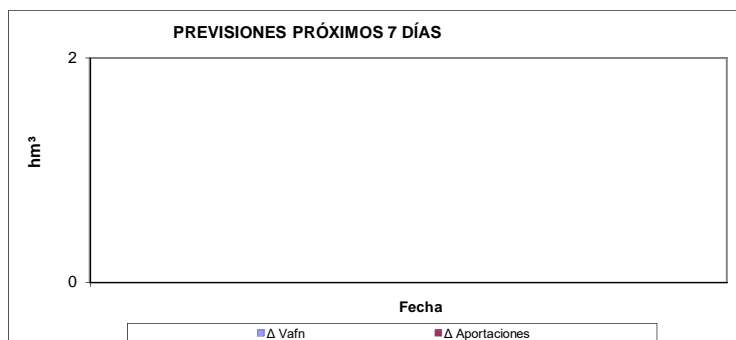 PREVISIONES PRÓXIMOS 7 DÍAS
2
hm³
0
Fecha
Δ Vafn Δ Aportaciones